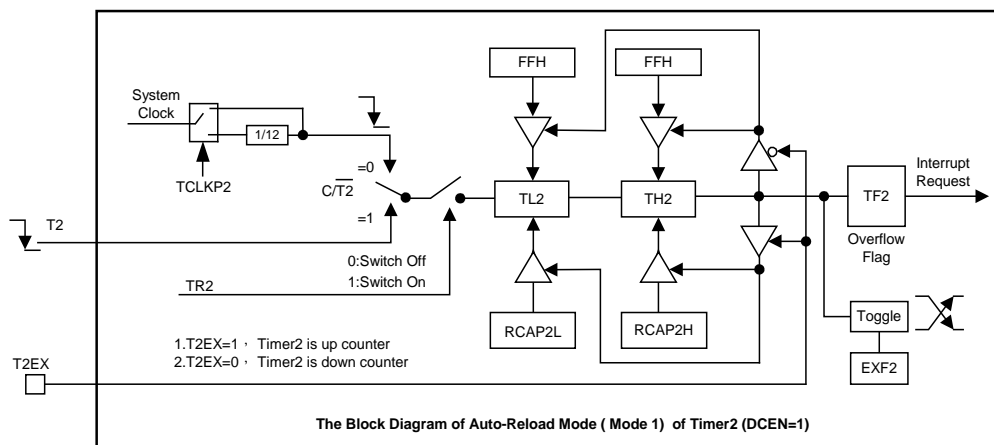 FFH
FFH
System
Clock
1/12
TCLKP2
=0
C/T2
=1
TL2
TH2
TF2
Interrupt
Request
T2
Overflow
Flag
0:Switch Off
1:Switch On
TR2
RCAP2L
RCAP2H
Toggle
EXF2
1.T2EX=1， Timer2 is up counter
2.T2EX=0， Timer2 is down counter
T2EX
The Block Diagram of Auto-Reload Mode ( Mode 1) of Timer2 (DCEN=1)